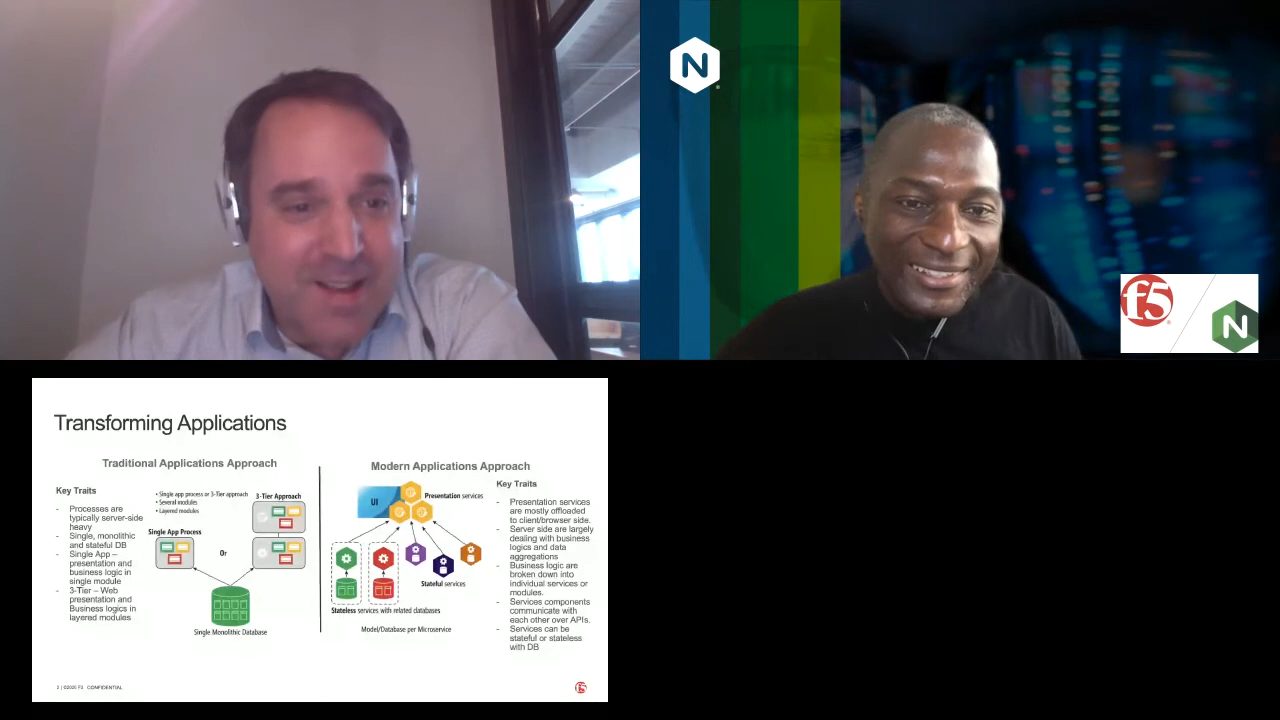 N
f5
N
Transforming Applications
Traditional Applications Approach
Key Traits
- Processes are
typically server-side
heavy
- Single, monolithic
and stateful DB
- Single App –
presentation and
business logic in
single module
- 3-Tier – Web
presentation and
Business logics in
layered modules
• Single app process or 3-Tier approach
• Several modules
• Layered modules
3-Tier Approach
Single App Process
Or
Single Monolithic Database
Modern Applications Approach
UI
Presentation services
Stateful services
Stateless services with related databases
Model/Database per Microservice
Key Traits
- Presentation services
are mostly offloaded
to client/browser side.
- Server side are largely
dealing with business
logics and data
aggregations
- Business logic are
broken down into
individual services or
modules.
- Services components
communicate with
each other over APIs.
- Services can be
stateful or stateless
with DB
2 | ©2020 F5 CONFIDENTIAL
f5